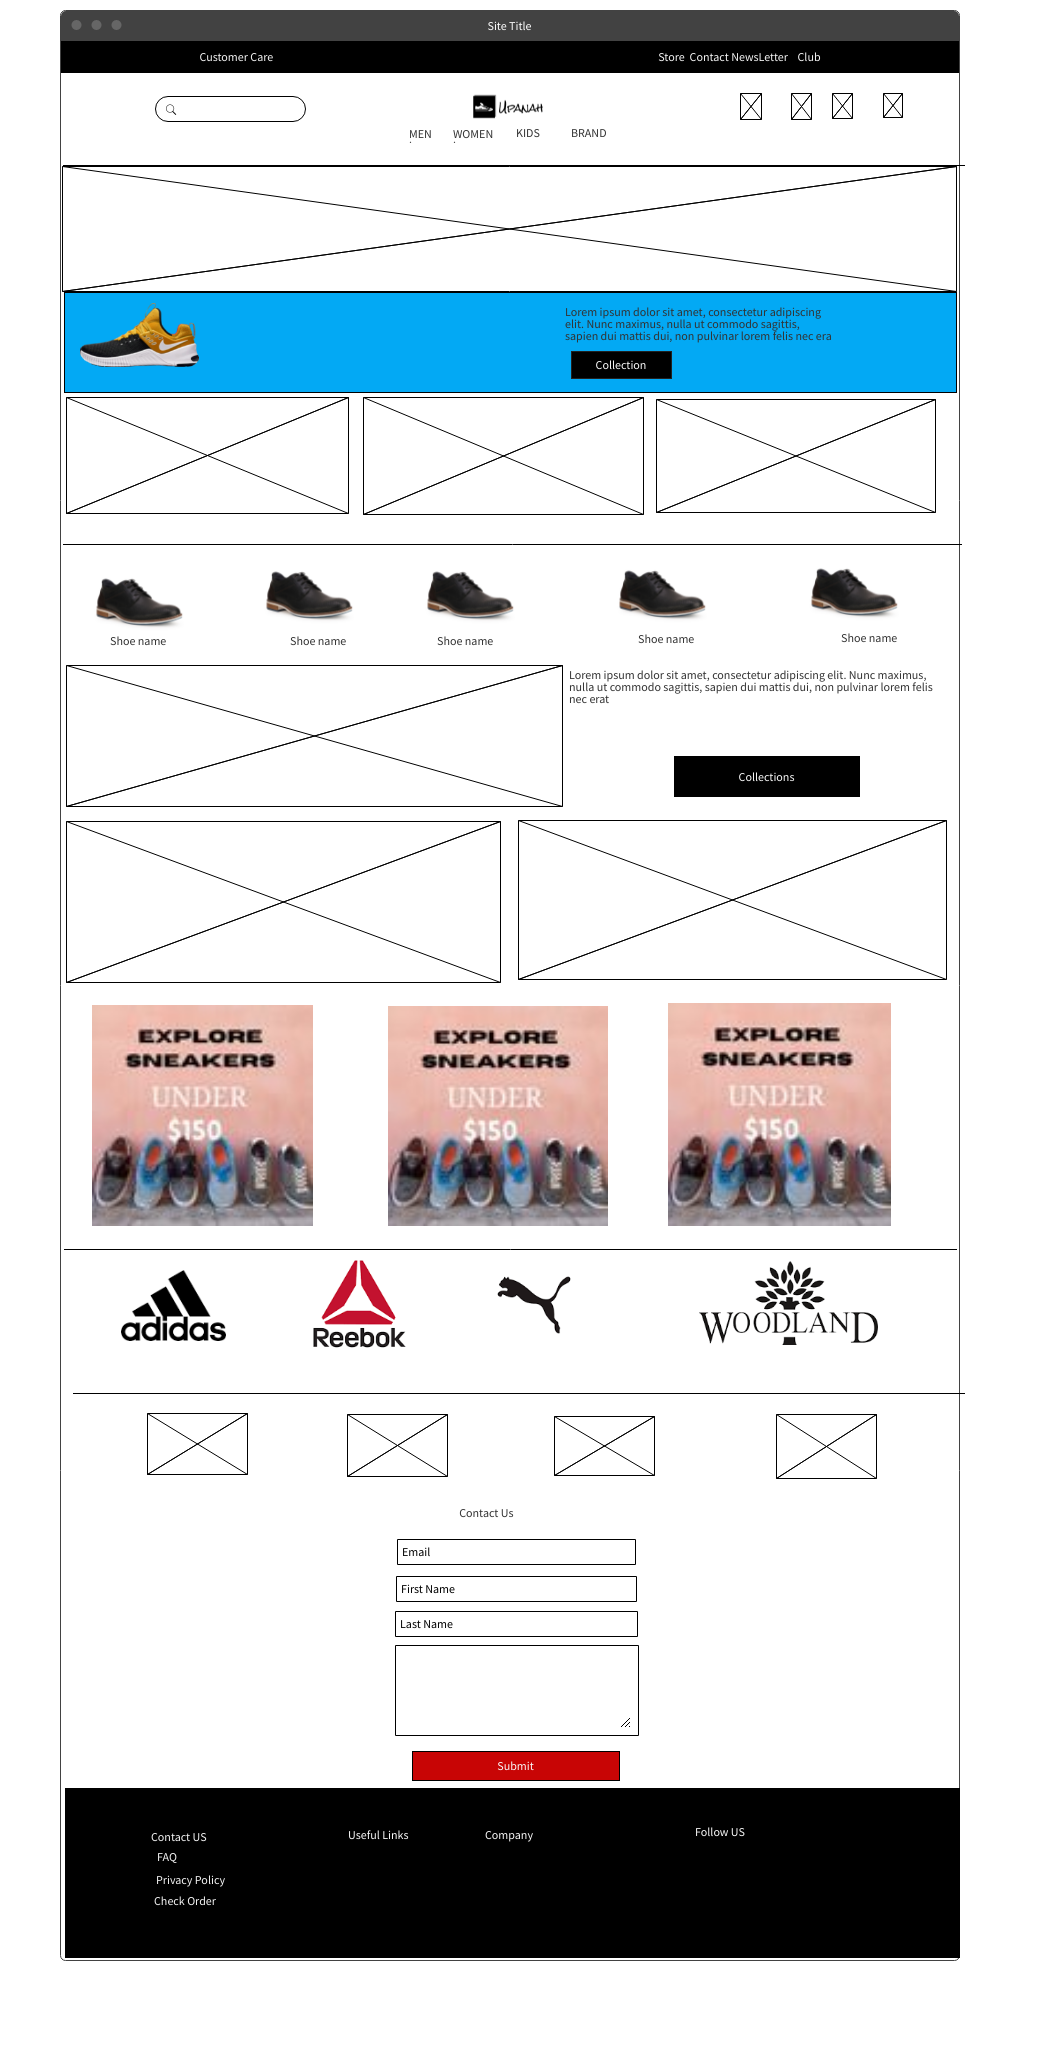 Site Title
Customer Care
Store Contact NewsLetter Club
UPANAH
MEN WOMEN KIDS BRAND
Lorem ipsum dolor sit amet, consectetur adipiscing
elit. Nunc maximus, nulla ut commodo sagittis,
sapien dui mattis dui, non pulvinar lorem felis nec era
Collection
Shoe name Shoe name Shoe name Shoe name Shoe name
Lorem ipsum dolor sit amet, consectetur adipiscing elit. Nunc maximus,
nulla ut commodo sagittis, sapien dui mattis dui, non pulvinar lorem felis
nec erat
Collections
EXPLORE
SNEAKERS
UNDER
$150
EXPLORE
SNEAKERS
UNDER
$150
EXPLORE
SNEAKERS
UNDER
$150
adidas
Reebok
WOODLAND
Contact Us
Email
First Name
Last Name
Submit
Contact US
FAQ
Privacy Policy
Check Order
Useful Links
Company
Follow US